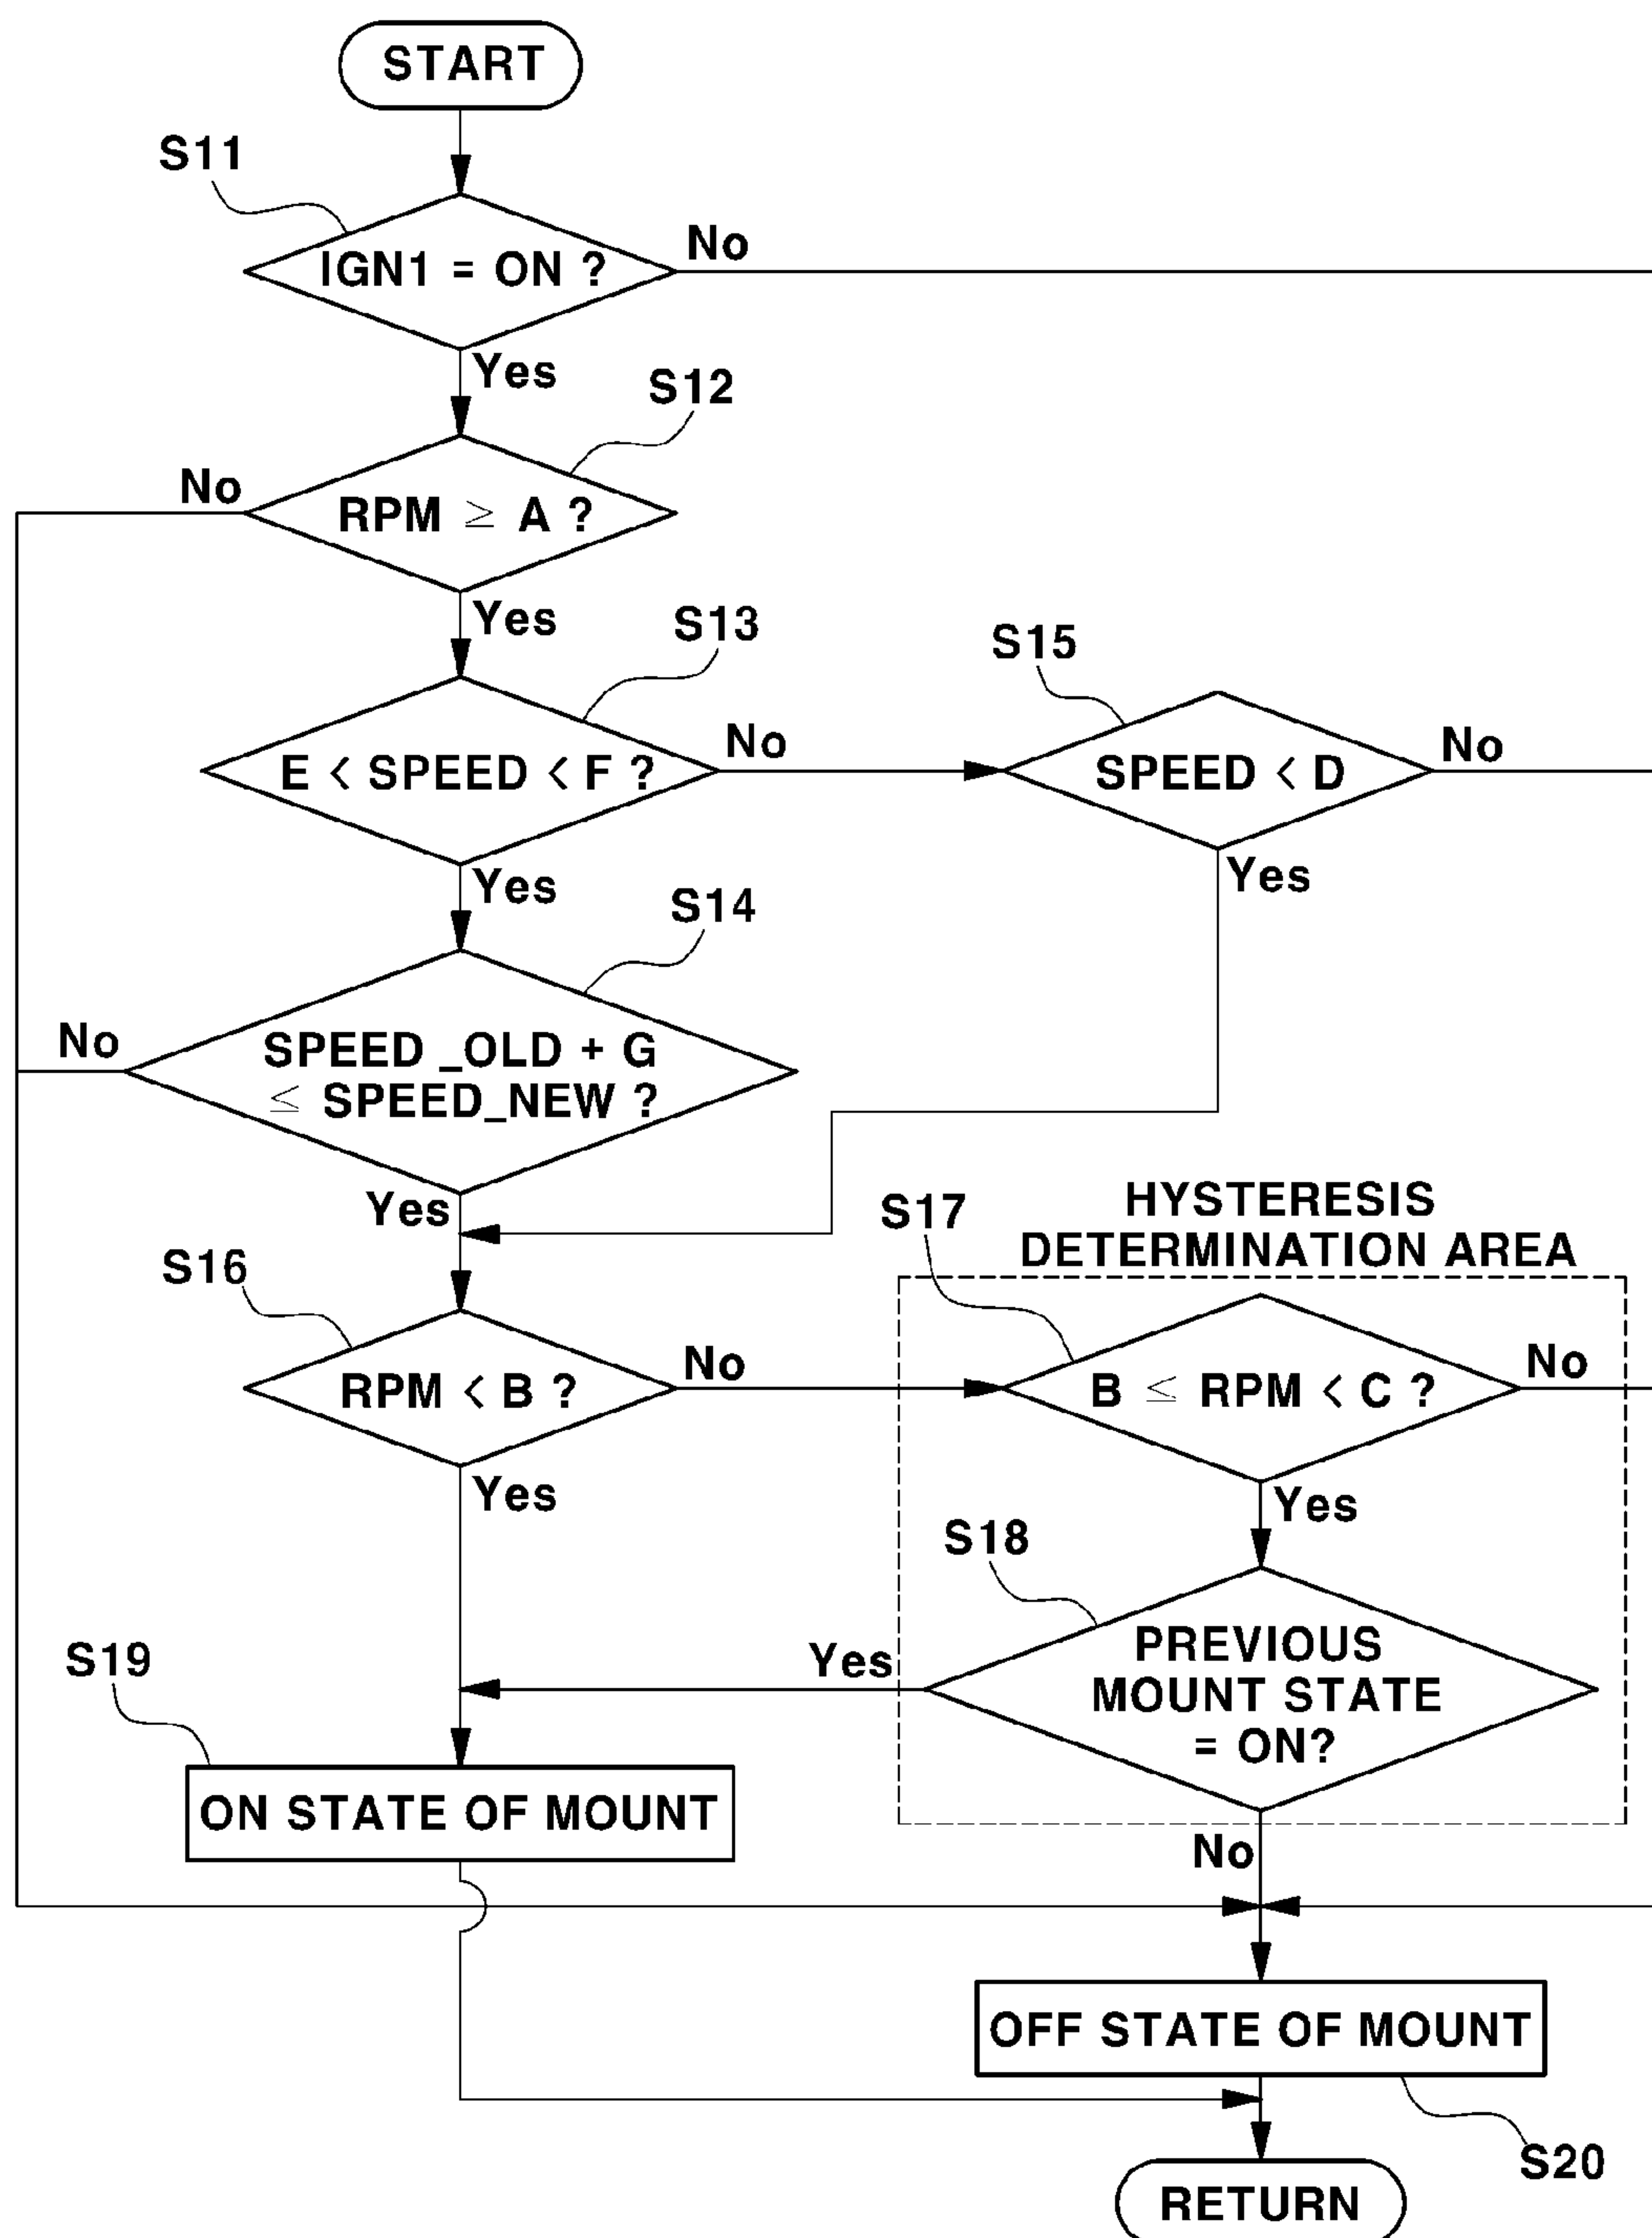 START
S11
IGN1 = ON ?
No
Yes
S12
No
RPM ≥ A ?
Yes
S13
S15
E < SPEED < F ?
No
SPEED < D
No
Yes
Yes
S14
No
SPEED _OLD + G
≤ SPEED_NEW ?
Yes
S17
HYSTERESIS
DETERMINATION AREA
S16
RPM < B ?
No
B ≤ RPM < C ?
No
Yes
Yes
S18
PREVIOUS
MOUNT STATE
= ON?
Yes
S19
ON STATE OF MOUNT
No
OFF STATE OF MOUNT
S20
RETURN